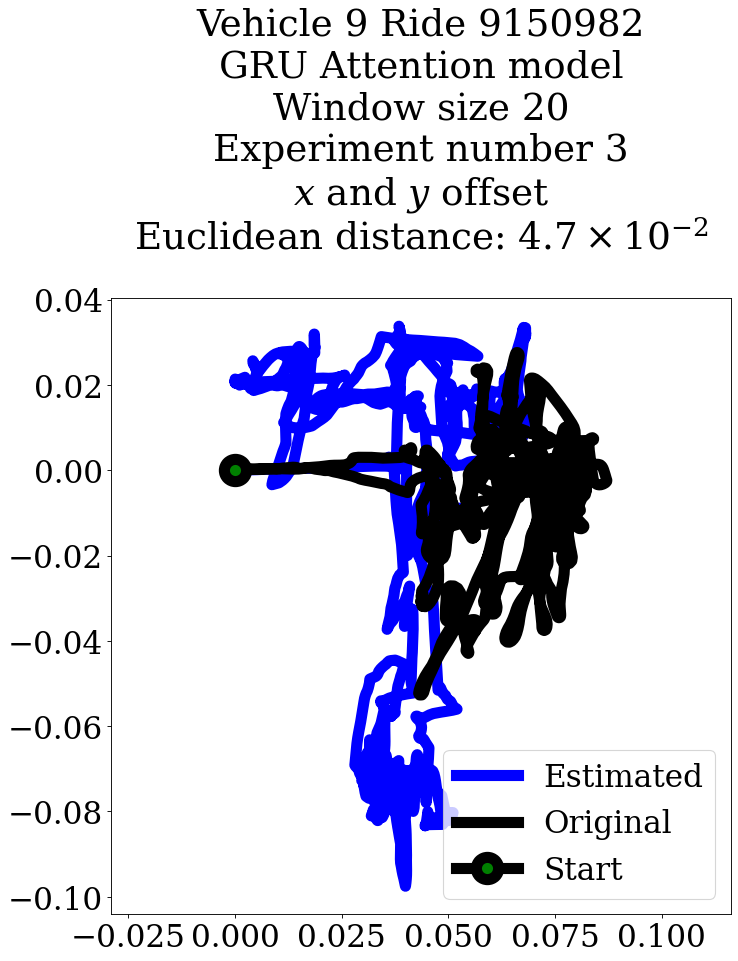 Vehicle 9 Ride 9150982
GRU Attention model
Window size 20
Experiment number 3
x and y offset
Euclidean distance: 4.7 × 10⁻²
0.04
0.02
0.00
−0.02
−0.04
−0.06
−0.08
−0.10
Estimated
Original
Start
−0.025 0.000 0.025 0.050 0.075 0.100